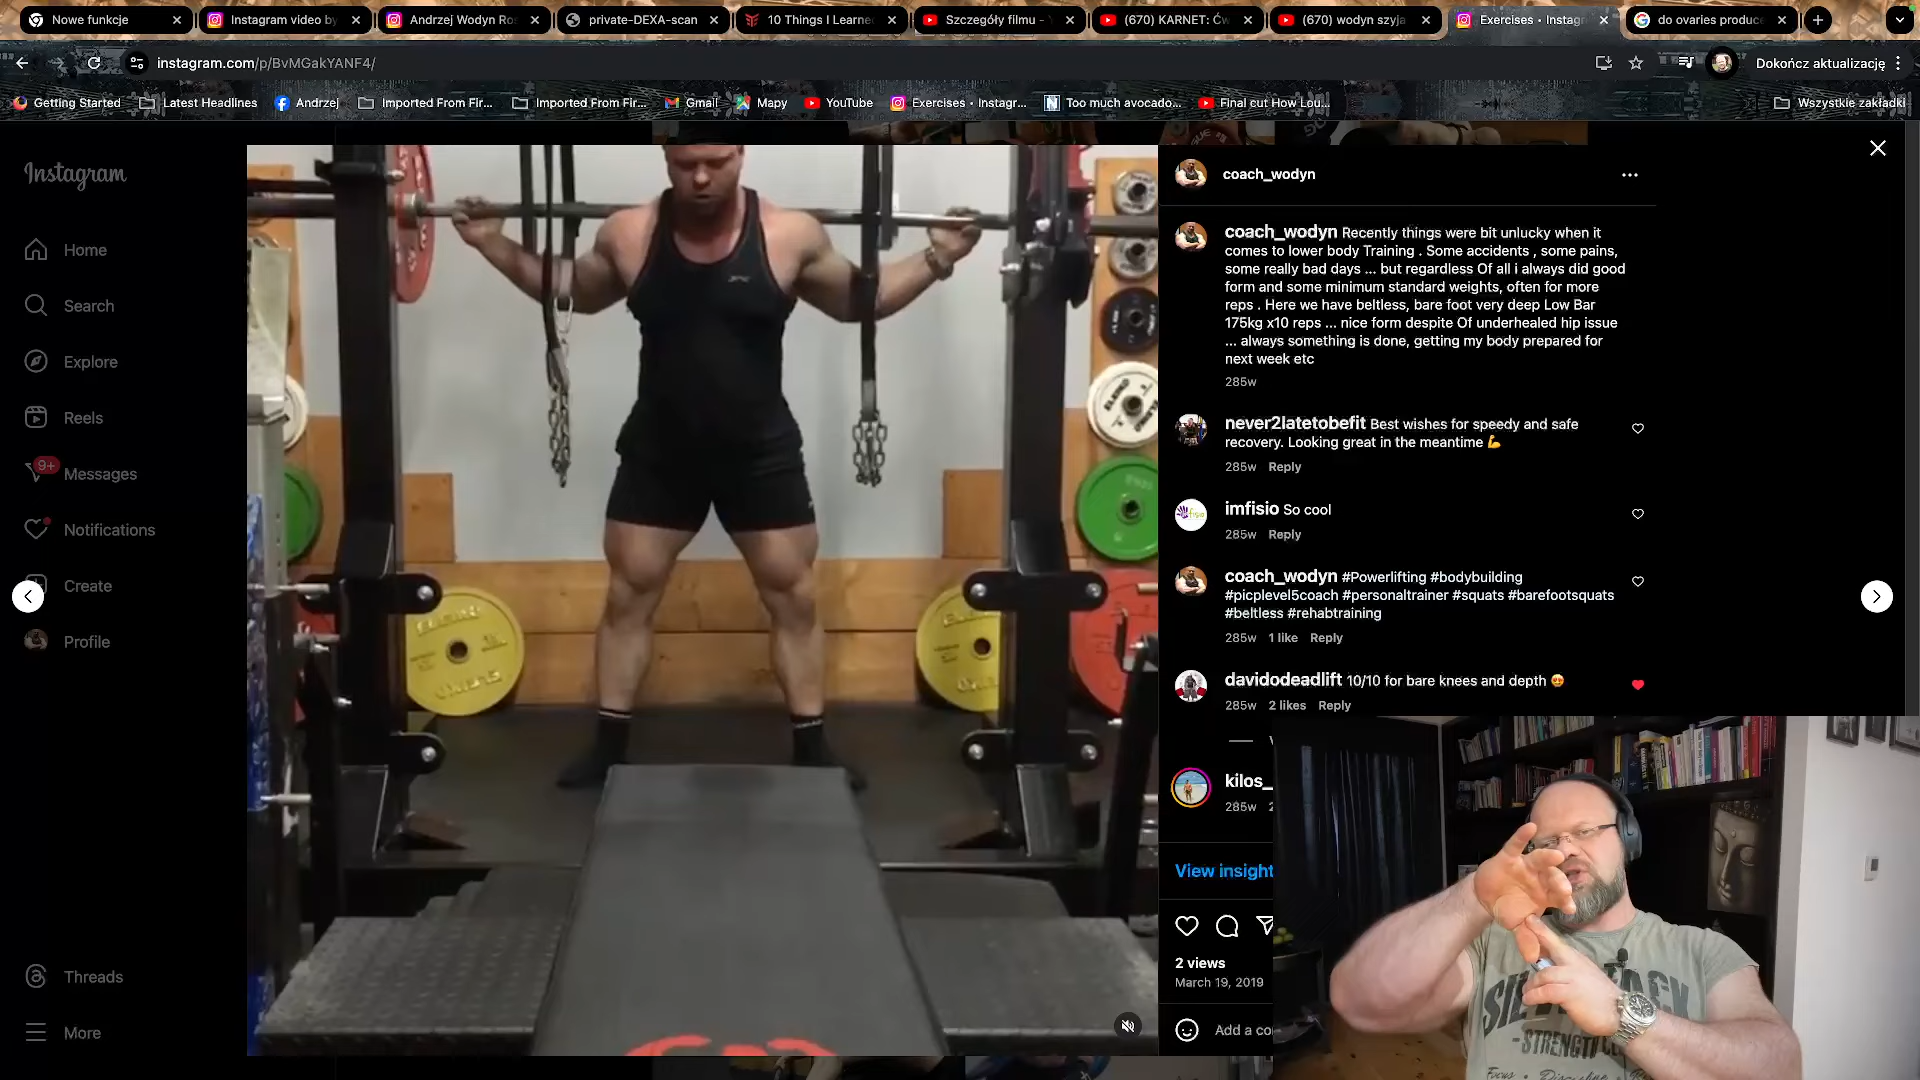 Nowe funkcje
Instagram video by
Andrzej Wodyn Ros
private-DEXA-scan
10 Things I Learne
Szczegóły filmu -
(670) KARNET: Ćw
(670) wodyn szyja
Exercises • Instag
do ovaries produc
instagram.com/p/BvMGakYANF4/
Dokończ aktualizację
Getting Started
Latest Headlines
Andrzej
Imported From Fir...
Imported From Fir...
Gmail
Mapy
YouTube
Exercises • Instagr...
Too much avocado...
Final cut How Lou...
Wszystkie zakładki
Instagram
Home
Search
Explore
Reels
9+
Messages
Notifications
Create
Profile
Threads
More
coach_wodyn
coach_wodyn Recently things were bit unlucky when it
comes to lower body Training . Some accidents , some pains,
some really bad days ... but regardless Of all i always did good
form and some minimum standard weights, often for more
reps . Here we have beltless, bare foot very deep Low Bar
175kg x10 reps ... nice form despite Of underhealed hip issue
... always something is done, getting my body prepared for
next week etc
285w
never2latetobefit Best wishes for speedy and safe
recovery. Looking great in the meantime 💪
285w Reply
imfisio So cool
285w Reply
coach_wodyn #Powerlifting #bodybuilding
#picplevel5coach #personaltrainer #squats #barefootsquats
#beltless #rehabtraining
285w 1 like Reply
davidodeadlift 10/10 for bare knees and depth 😍
285w 2 likes Reply
kilos_
285w
View insight
2 views
March 19, 2019
Add a co
ELEIKO
ELEIKO
-STRENGTH